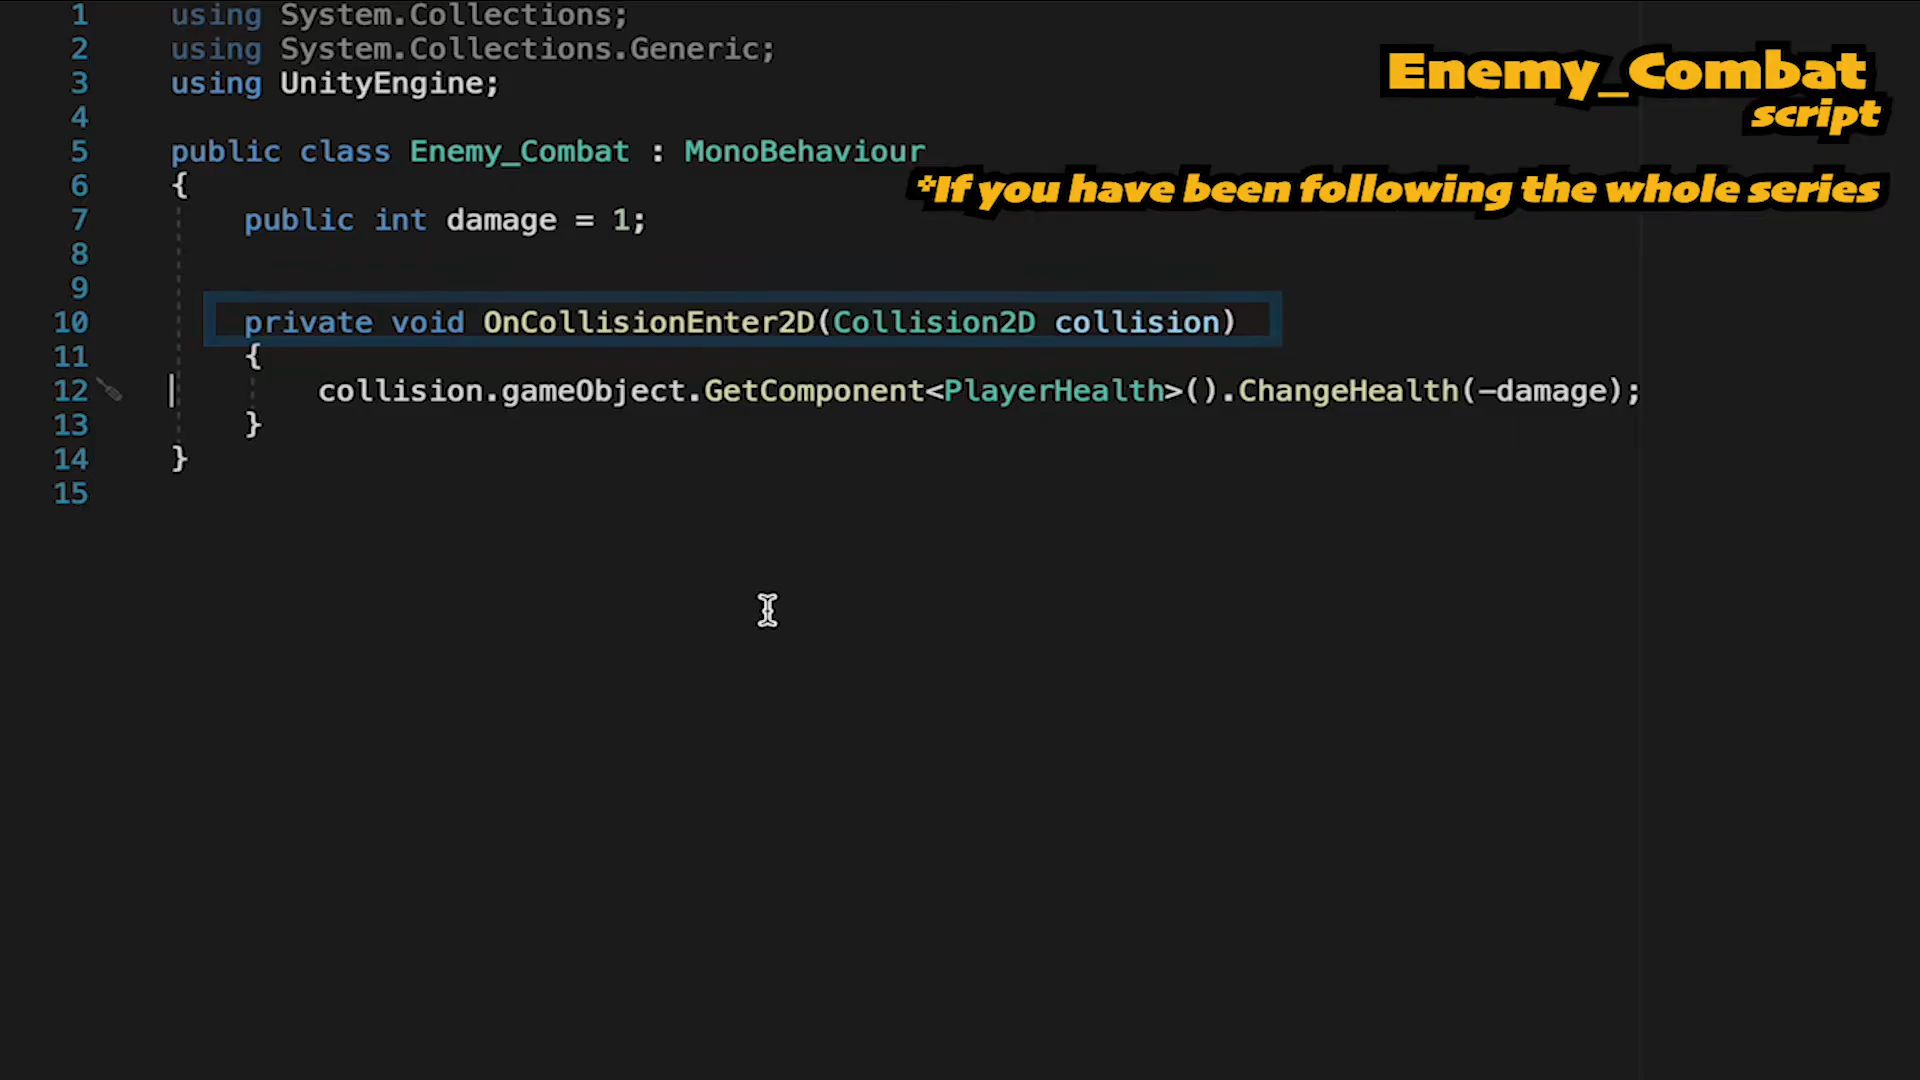 1 using System.Collections;
2 using System.Collections.Generic;
3 using UnityEngine;
4
5 public class Enemy_Combat : MonoBehaviour
6 {
7 public int damage = 1;
8
9
10 private void OnCollisionEnter2D(Collision2D collision)
11 {
12 collision.gameObject.GetComponent<PlayerHealth>().ChangeHealth(-damage);
13 }
14 }
15
Enemy_Combat
script
*If you have been following the whole series